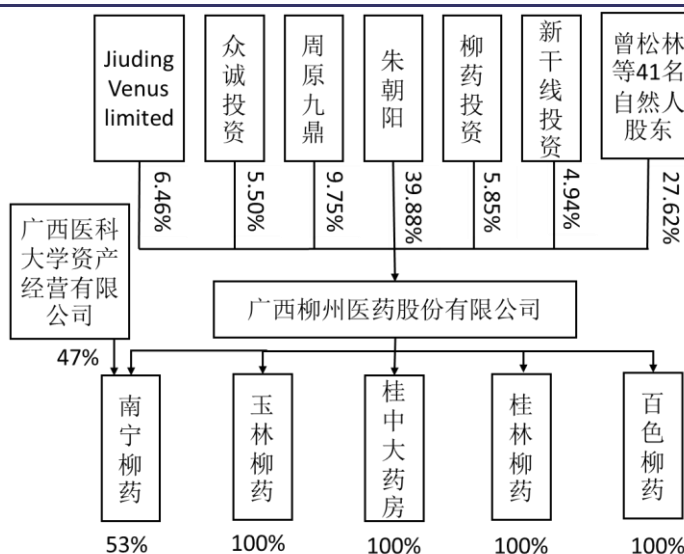 Jiuding
Venus
limited
众诚投资
周原九鼎
朱朝阳
柳药投资
新干线投资
曾松林
等41名
自然人
股东
6.46%
5.50%
9.75%
39.88%
5.85%
4.94%
27.62%
广西医科
大学资产
经营有限
公司
广西柳州医药股份有限公司
47%
南宁柳药
玉林柳药
桂中大药房
桂林柳药
百色柳药
53%
100%
100%
100%
100%